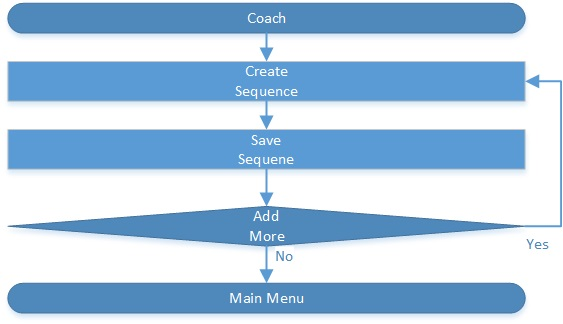 Coach
Create
Sequence
Save
Sequene
Add
More
Yes
No
Main Menu